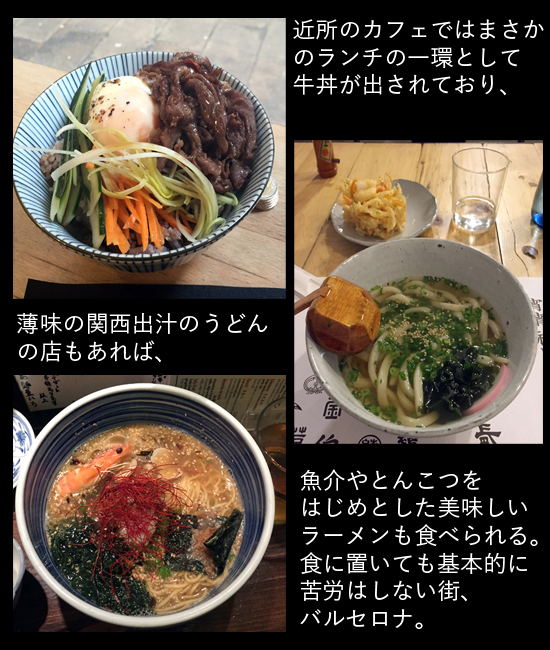 近所のカフェではまさか
のランチの一環として
牛丼が出されており、
薄味の関西出汁のうどん
の店もあれば、
魚介やとんこつを
はじめとした美味しい
ラーメンも食べられる。
食に置いても基本的に
苦労はしない街、
バルセロナ。